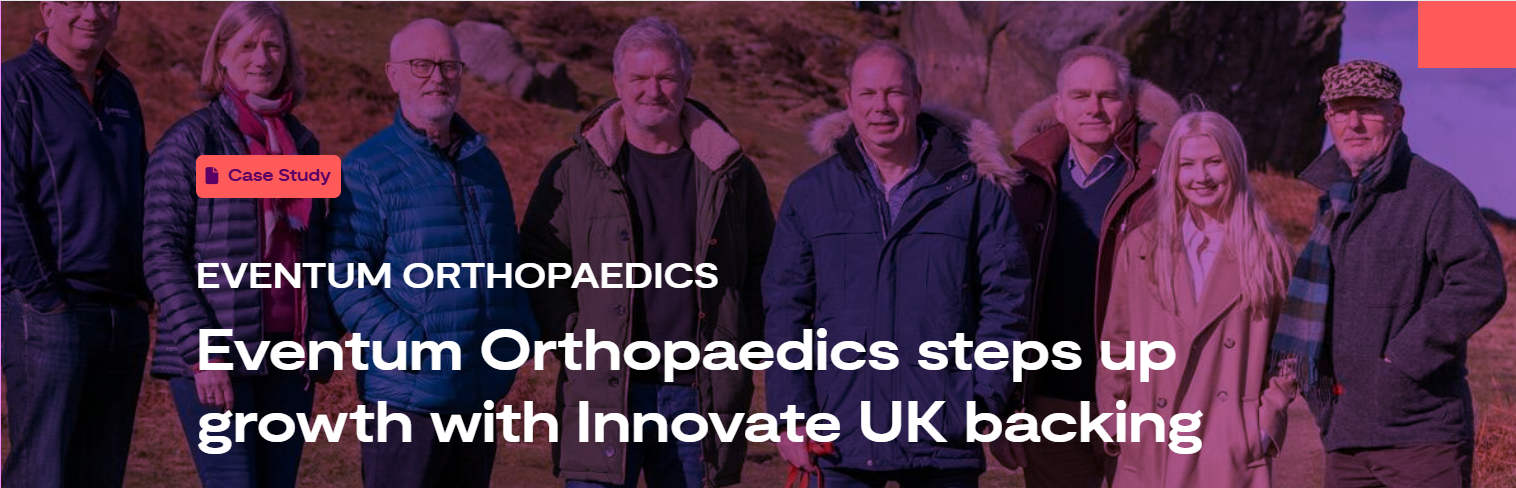 Case Study
EVENTUM ORTHOPAEDICS
Eventum Orthopaedics steps up
growth with Innovate UK backing